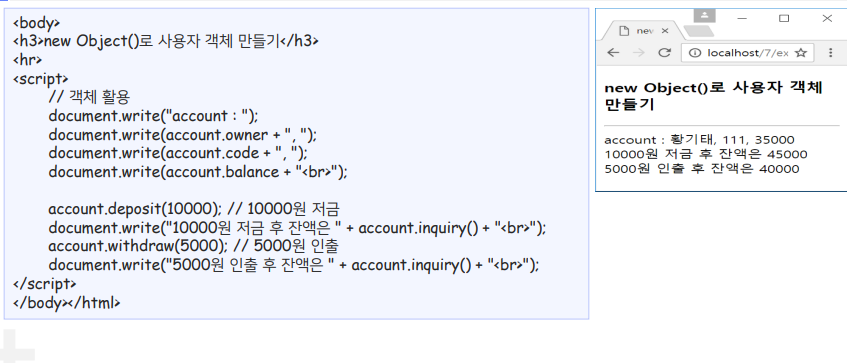 <body>
<h3>new Object()로 사용자 객체 만들기</h3>
<hr>
<script>
// 객체 활용
document.write("account : ");
document.write(account.owner + ", ");
document.write(account.code + ", ");
document.write(account.balance + "<br>");
account.deposit(10000); // 10000원 저금
document.write("10000원 저금 후 잔액은 " + account.inquiry() + "<br>");
account.withdraw(5000); // 5000원 인출
document.write("5000원 인출 후 잔액은 " + account.inquiry() + "<br>");
</script>
</body></html>
new
localhost/7/ex
new Object()로 사용자 객체
만들기
account : 황기태, 111, 35000
10000원 저금 후 잔액은 45000
5000원 인출 후 잔액은 40000